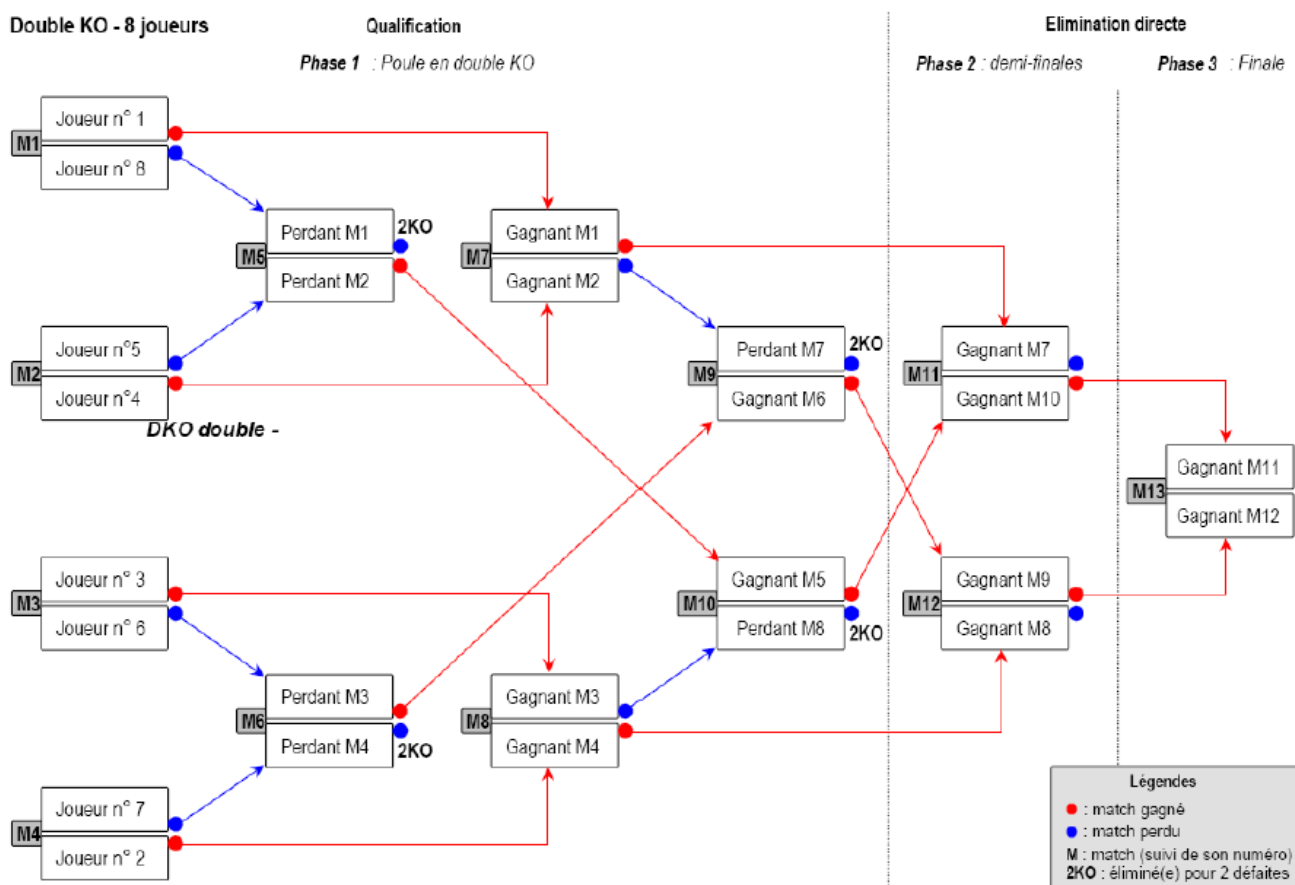 Double KO - 8 joueurs
Qualification
Elimination directe
Phase 1 : Poule en double KO
Phase 2 : demi-finales
Phase 3 : Finale
M1
Joueur n° 1
Joueur n° 8
M5
Perdant M1
Perdant M2
2KO
M7
Gagnant M1
Gagnant M2
M2
Joueur n°5
Joueur n°4
DKO double -
M9
Perdant M7
Gagnant M6
2KO
M11
Gagnant M7
Gagnant M10
M13
Gagnant M11
Gagnant M12
M3
Joueur n° 3
Joueur n° 6
M10
Gagnant M5
Perdant M8
2KO
M12
Gagnant M9
Gagnant M8
M6
Perdant M3
Perdant M4
2KO
M8
Gagnant M3
Gagnant M4
M4
Joueur n° 7
Joueur n° 2
Légendes
: match gagné
: match perdu
M : match (suivi de son numéro)
2KO : éliminé(e) pour 2 défaites